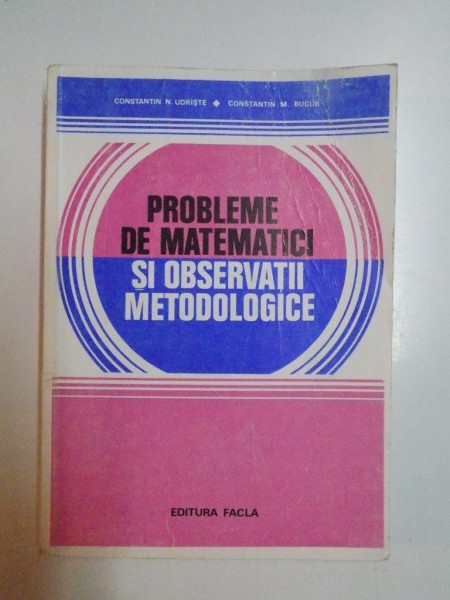 CONSTANTIN N. UDRIȘTE ◆ CONSTANTIN M. BUCUR
PROBLEME
DE MATEMATICI
ȘI OBSERVAȚII
METODOLOGICE
EDITURA FACLA